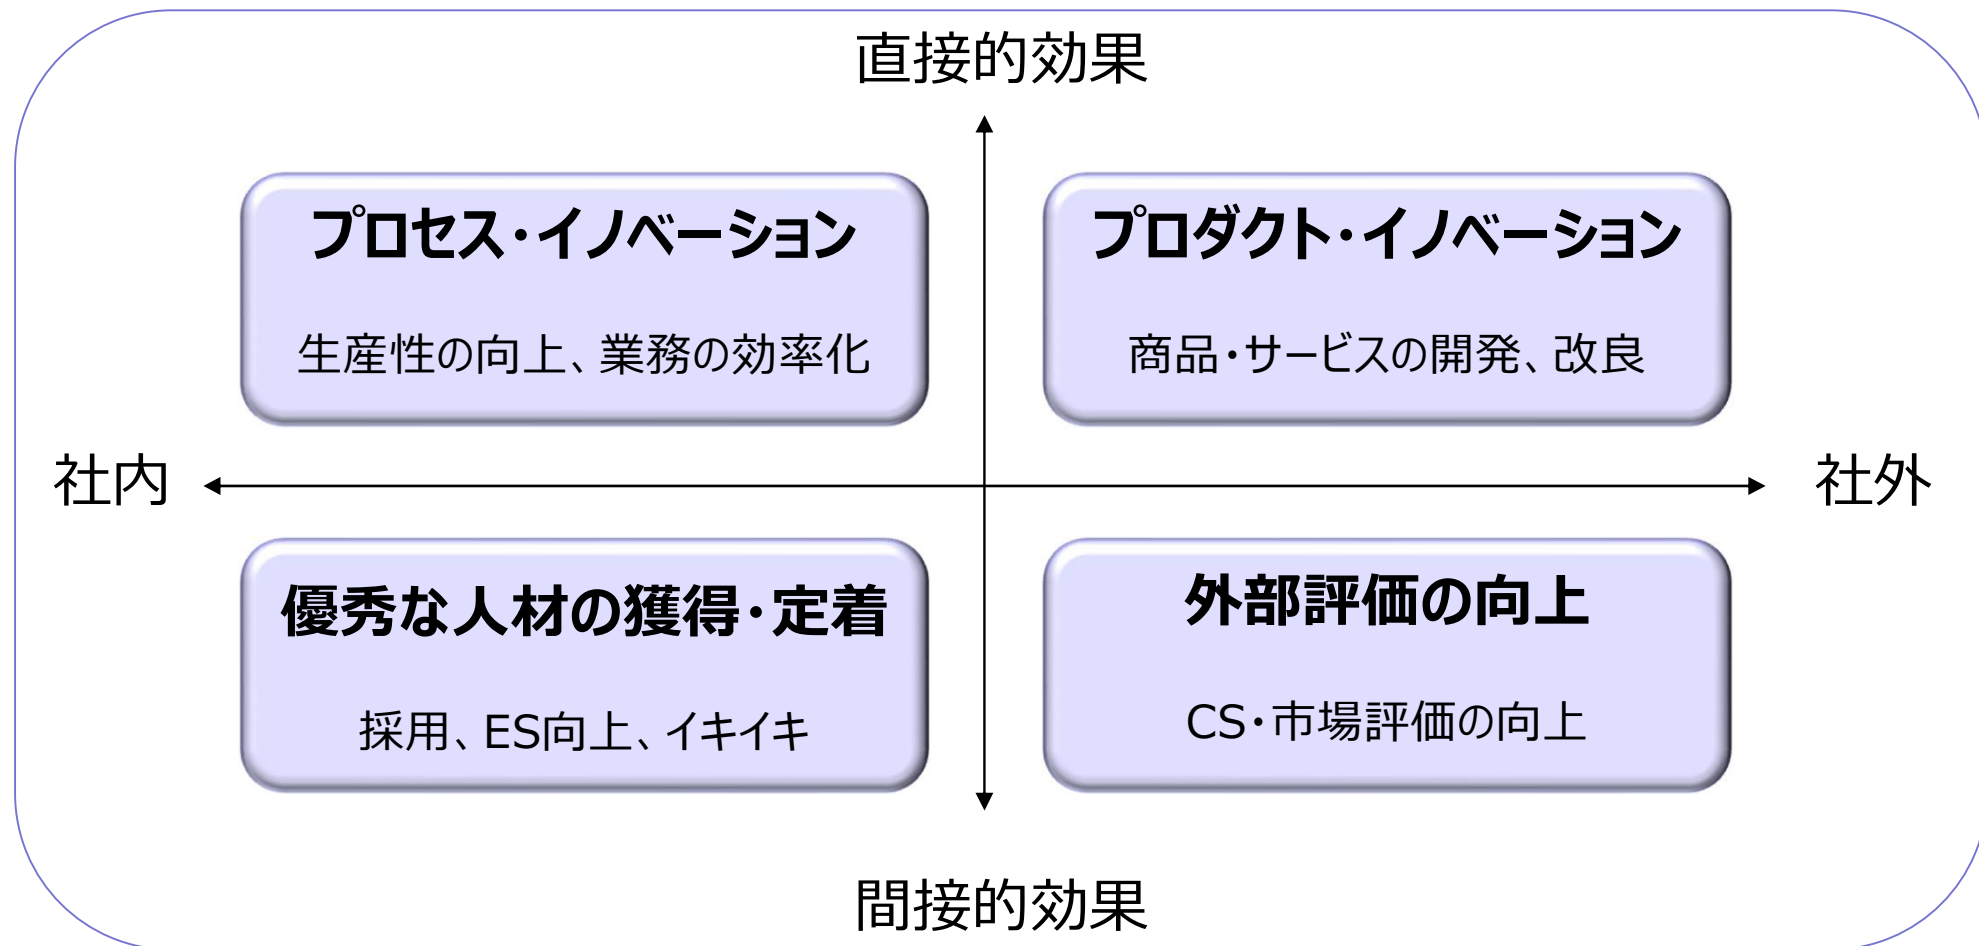 直接的効果
プロセス・イノベーション
生産性の向上、業務の効率化
プロダクト・イノベーション
商品・サービスの開発、改良
社内
社外
優秀な人材の獲得・定着
採用、ES向上、イキイキ
外部評価の向上
CS・市場評価の向上
間接的効果